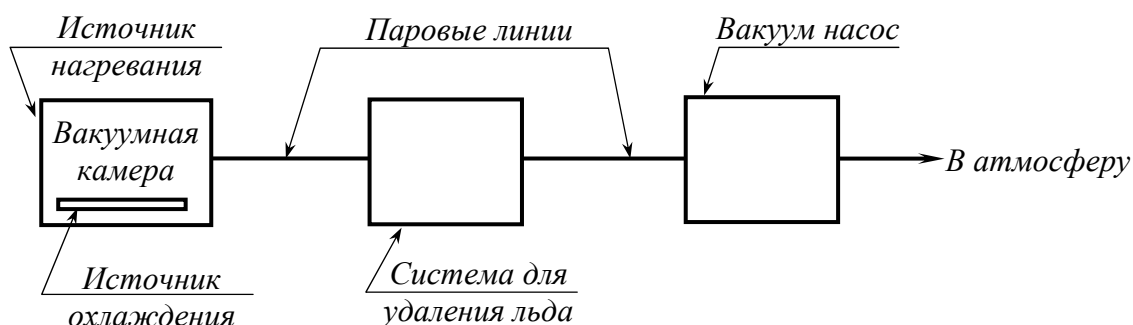 Источник
нагревания
Паровые линии
Вакуум насос
Вакуумная
камера
В атмосферу
Источник
охлаждения
Система для
удаления льда